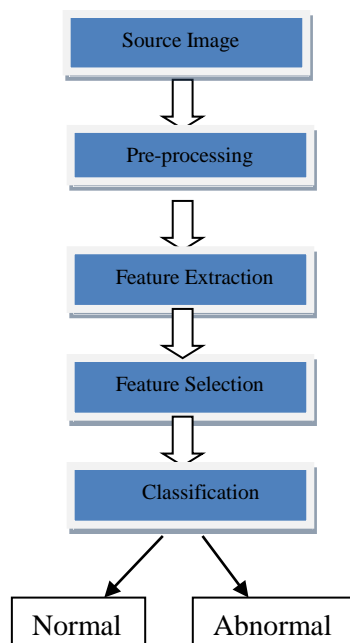 Source Image
Pre-processing
Feature Extraction
Feature Selection
Classification
Normal
Abnormal